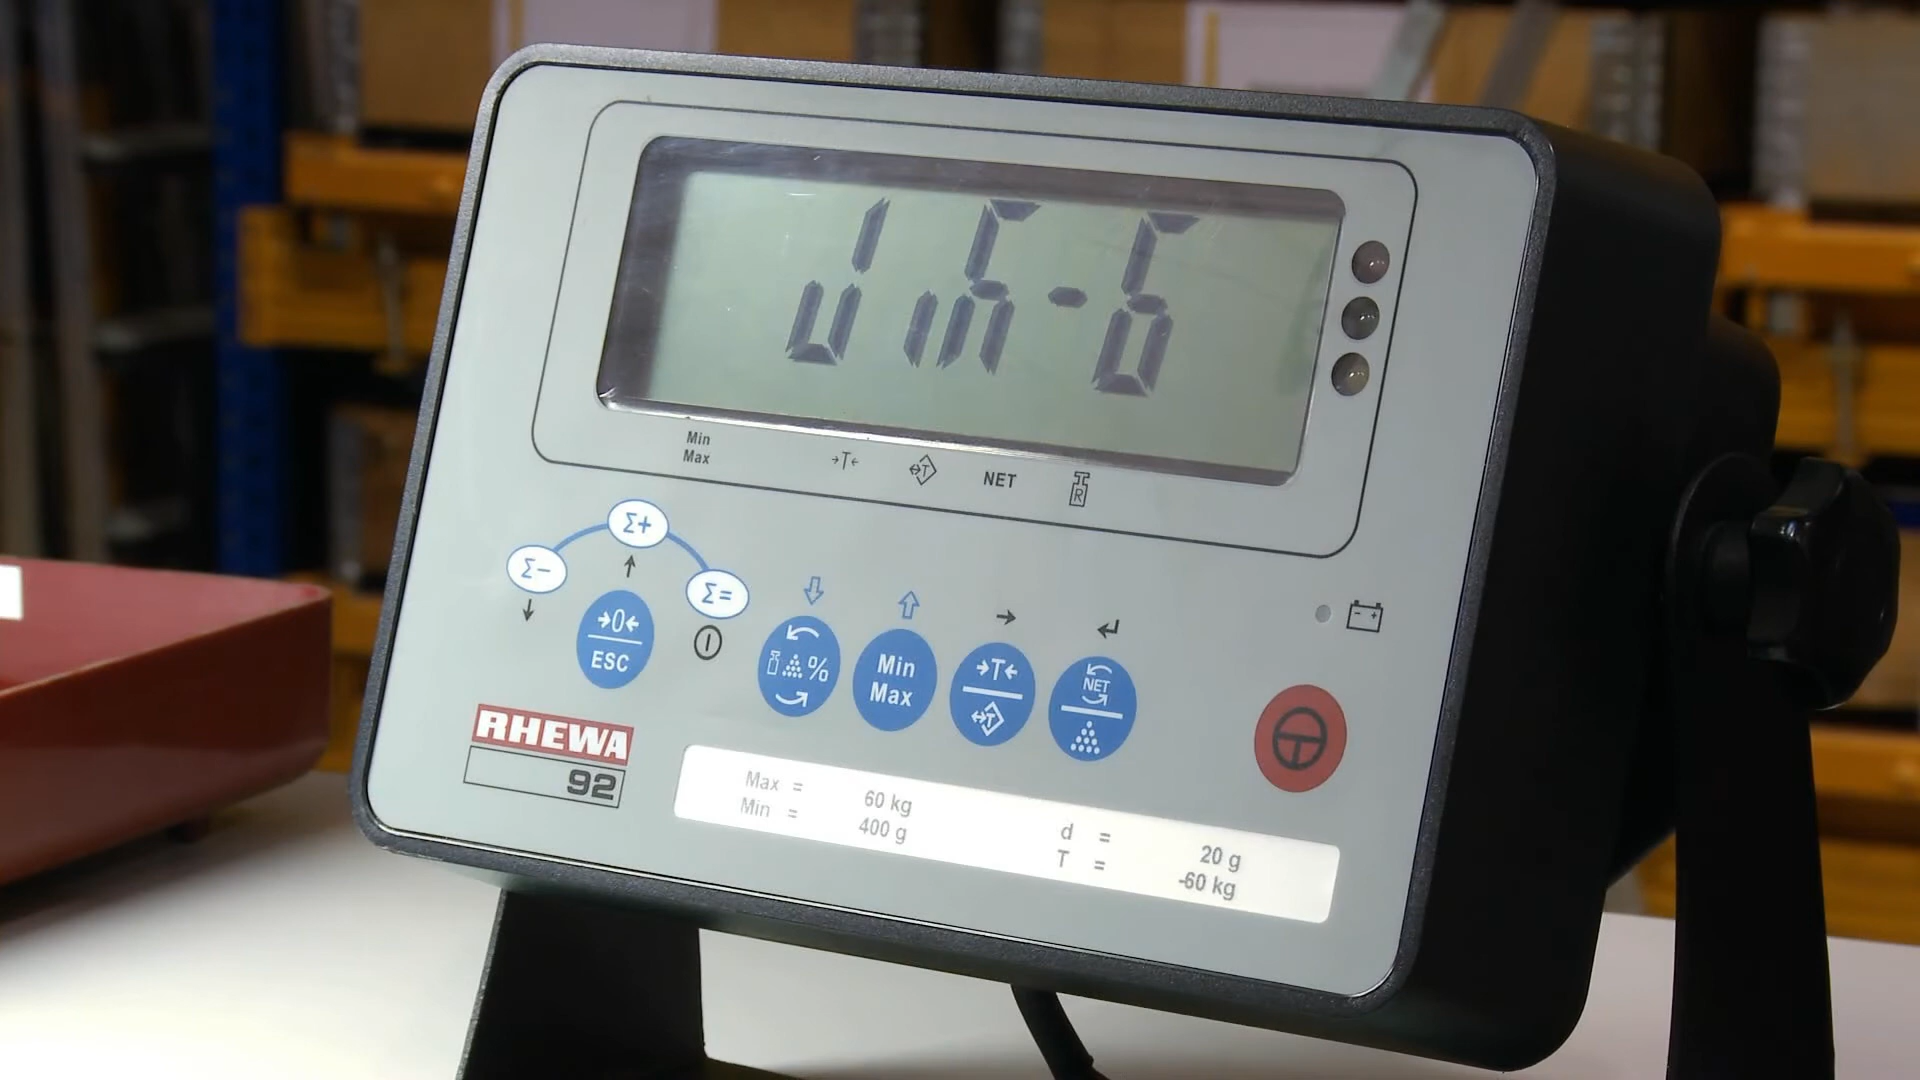 Min
Max
→T←
NET
R
Σ−
Σ+
Σ=
→0←
ESC
%
Min
Max
→T←
T
NET
RHEWA
92
Max = 60 kg
Min = 400 g
d = 20 g
T = -60 kg